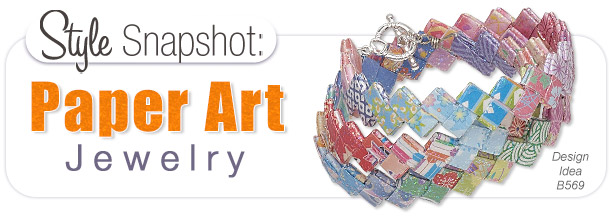 Style Snapshot:
Paper Art
Jewelry
Design
Idea
B569